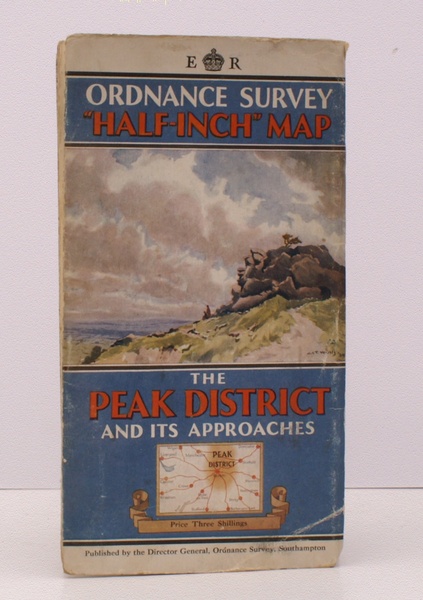 E R
ORDNANCE SURVEY
"HALF-INCH" MAP
THE
PEAK DISTRICT
AND ITS APPROACHES
PEAK
DISTRICT
Price Three Shillings
Published by the Director General, Ordnance Survey, Southampton